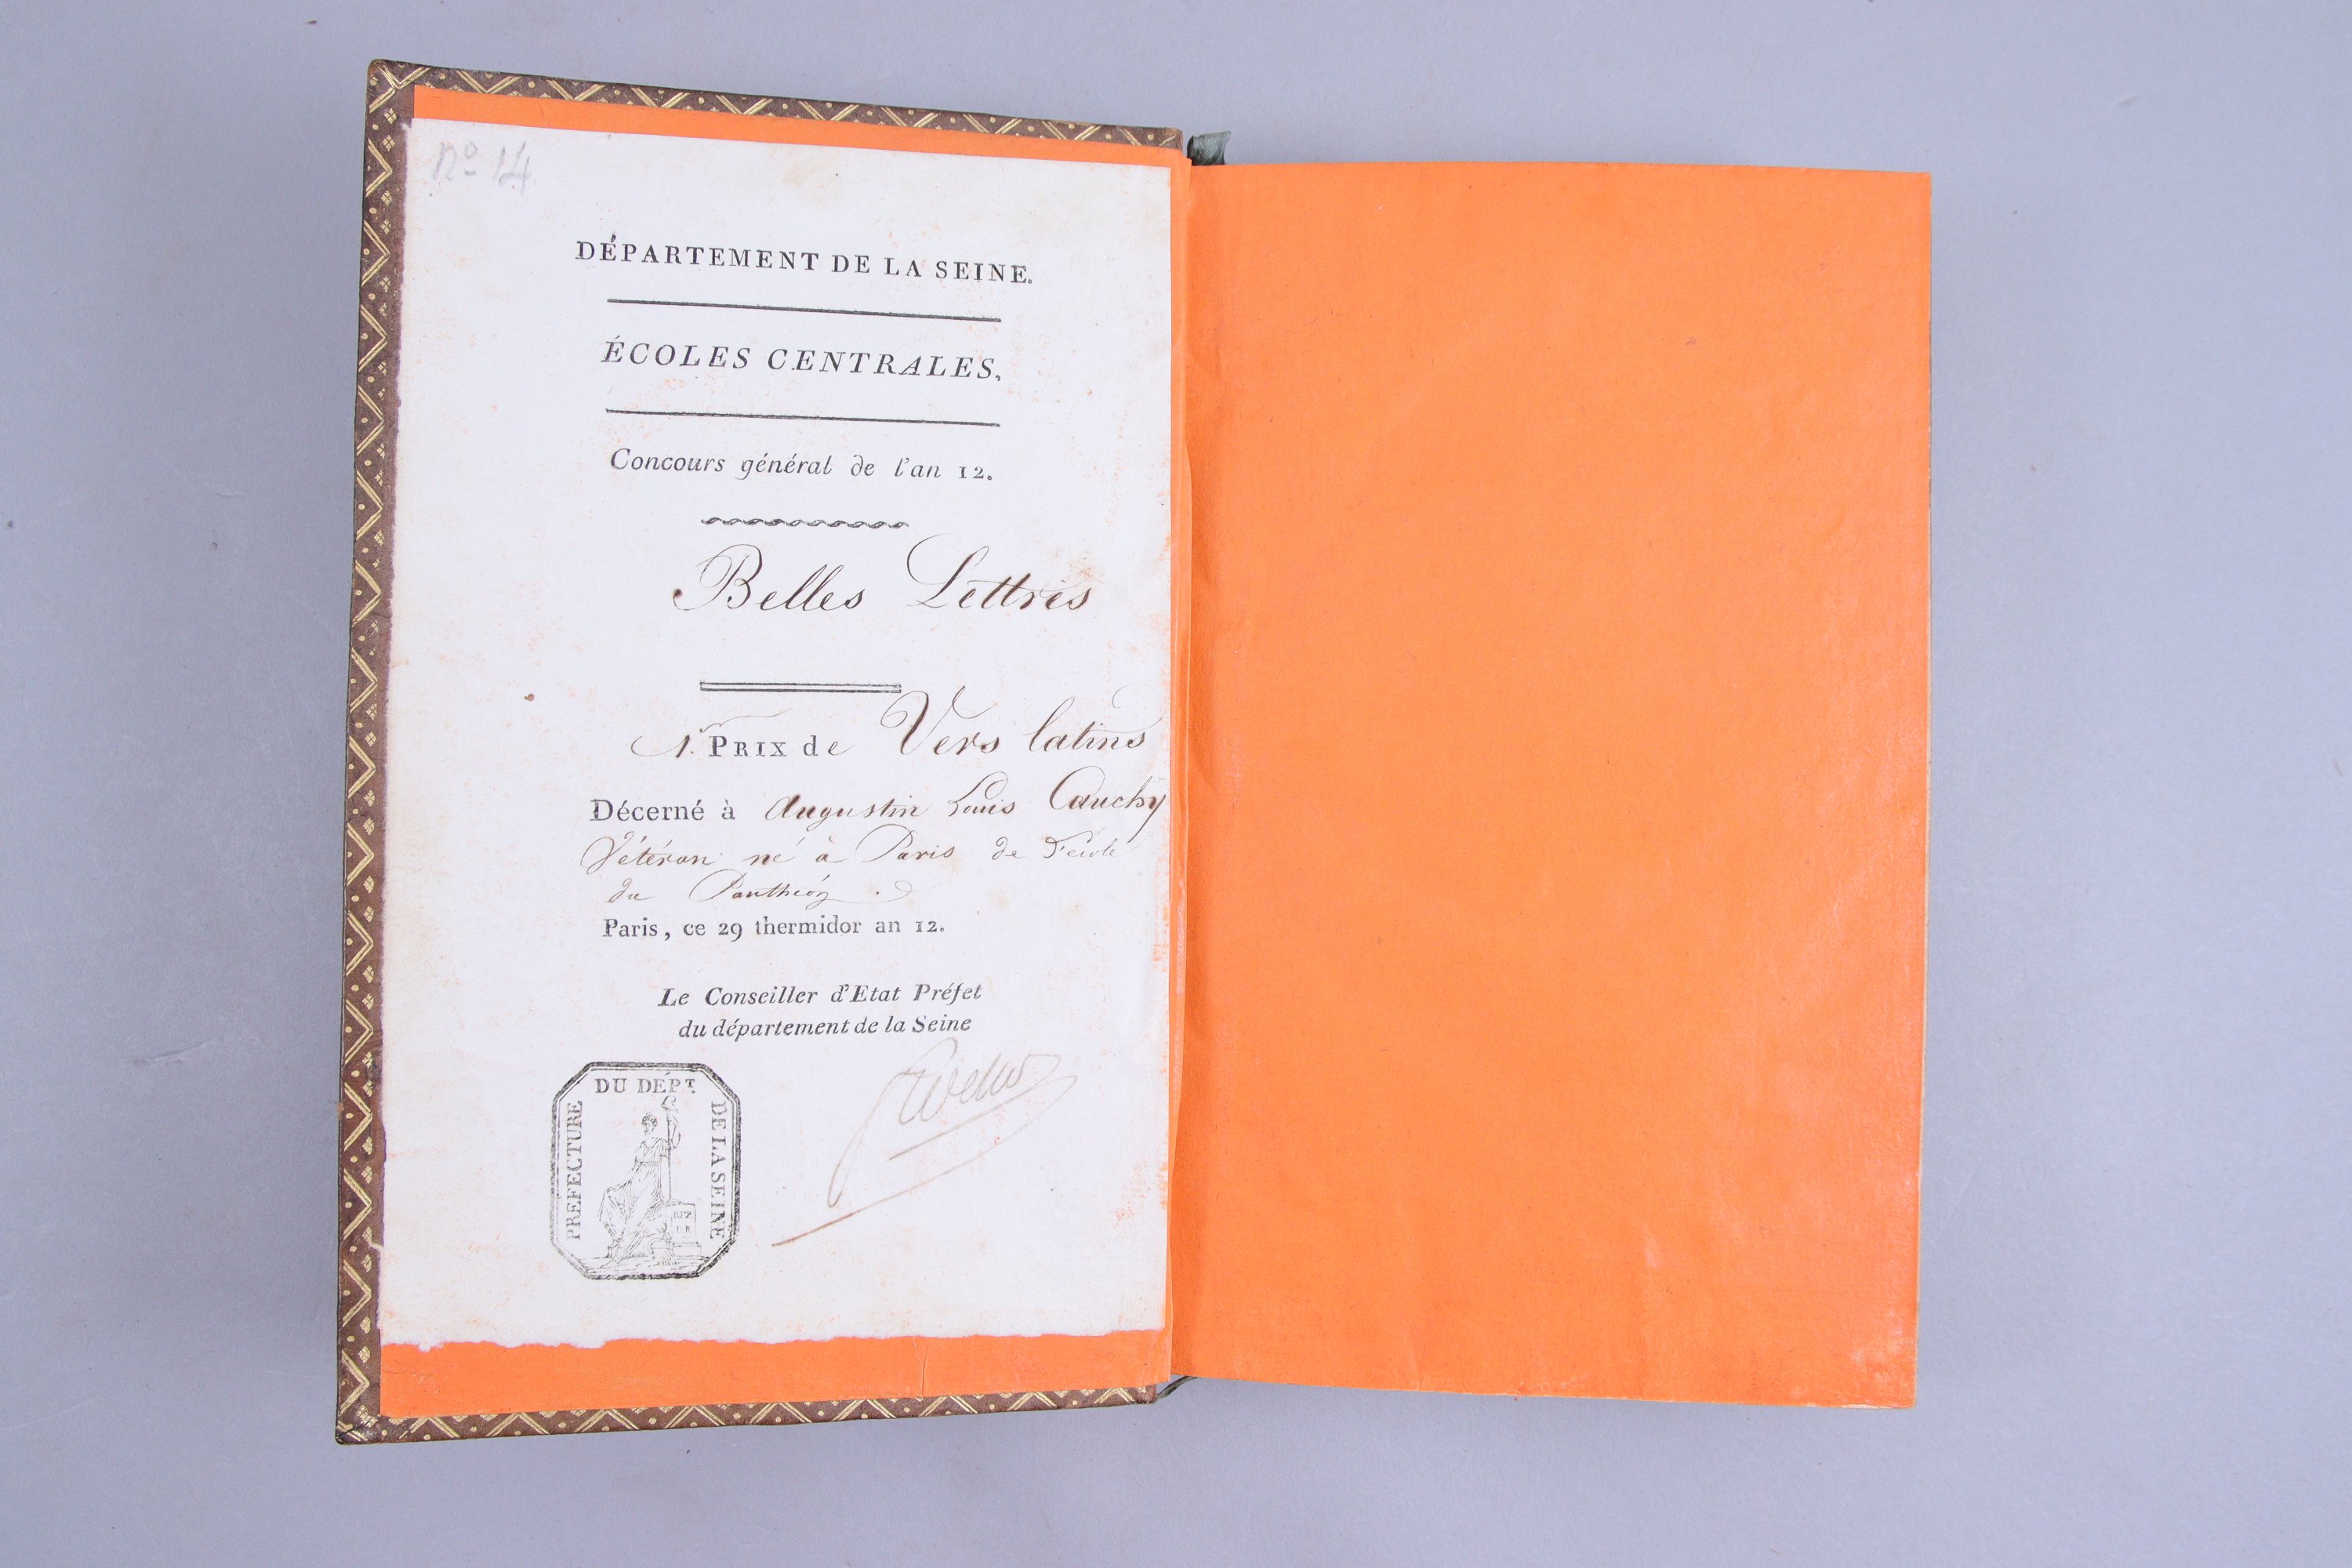 nº 14
DÉPARTEMENT DE LA SEINE.
ÉCOLES CENTRALES,
Concours général de l'an 12.
Belles Lettres
1.er PRIX de Vers latins
Décerné à Augustin Louis Cauchy
Vétéran né à Paris de l'école
du Panthéon.
Paris, ce 29 thermidor an 12.
Le Conseiller d'Etat Préfet
du département de la Seine
PREFECTURE DU DÉPT. DE LA SEINE